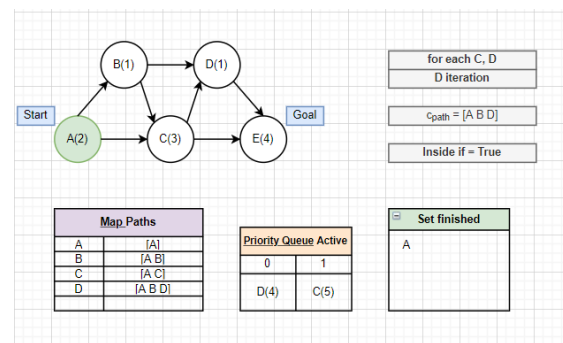 B(1)
D(1)
Start
A(2)
C(3)
E(4)
Goal
for each C, D
D iteration
cpath = [A B D]
Inside if = True
Map Paths
A [A]
B [A B]
C [A C]
D [A B D]
Priority Queue Active
0 1
D(4) C(5)
Set finished
A